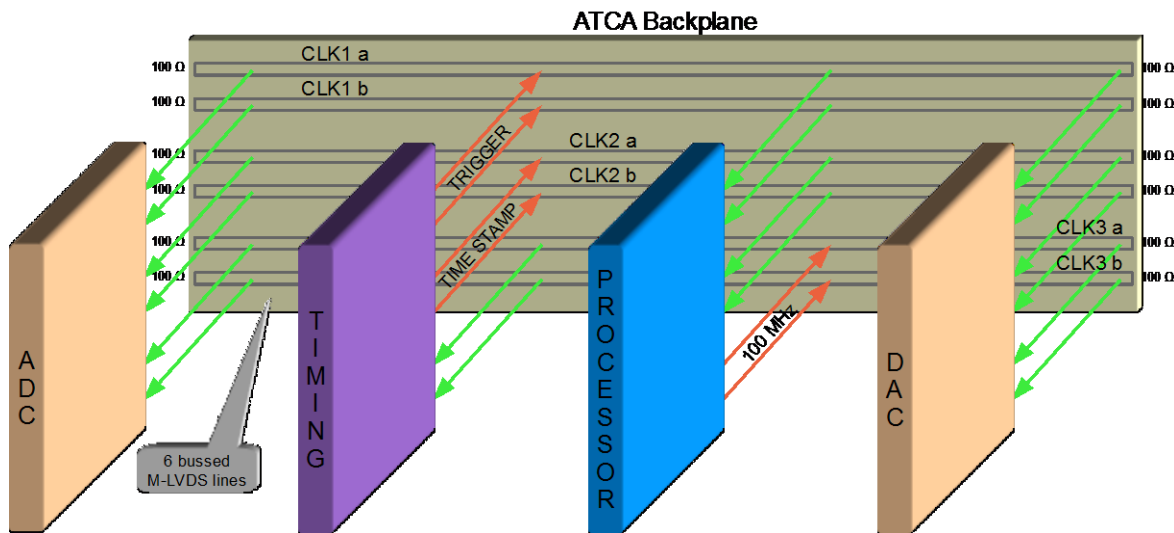 ATCA Backplane
100 Ω
CLK1 a
100 Ω
100 Ω
CLK1 b
100 Ω
TRIGGER
100 Ω
CLK2 a
100 Ω
100 Ω
CLK2 b
100 Ω
TIME STAMP
100 Ω
CLK3 a
100 Ω
100 Ω
CLK3 b
100 Ω
100 MHz
ADC
TIMING
PROCESSOR
DAC
6 bussed
M-LVDS lines